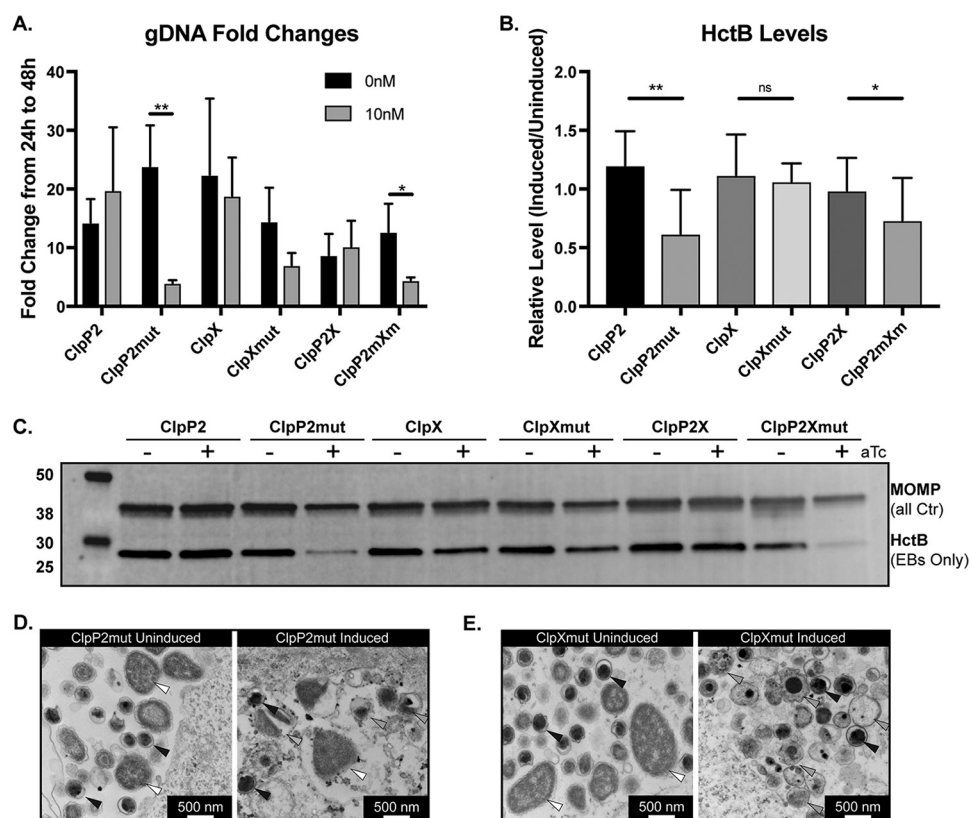 A.
gDNA Fold Changes
Fold Change from 24h to 48h
40
30
20
10
0
**
*
0nM
10nM
ClpP2
ClpP2mut
ClpX
ClpXmut
ClpP2X
ClpP2mXm
B.
HctB Levels
Relative Level (Induced/Uninduced)
2.0
1.5
1.0
0.5
0.0
**
ns
*
ClpP2
ClpP2mut
ClpX
ClpXmut
ClpP2X
ClpP2mXm
C.
ClpP2 ClpP2mut ClpX ClpXmut ClpP2X ClpP2Xmut
- + - + - + - + - + - + aTc
50
38
30
25
MOMP
(all Ctr)
HctB
(EBs Only)
D.
ClpP2mut Uninduced
500 nm
ClpP2mut Induced
500 nm
E.
ClpXmut Uninduced
500 nm
ClpXmut Induced
500 nm